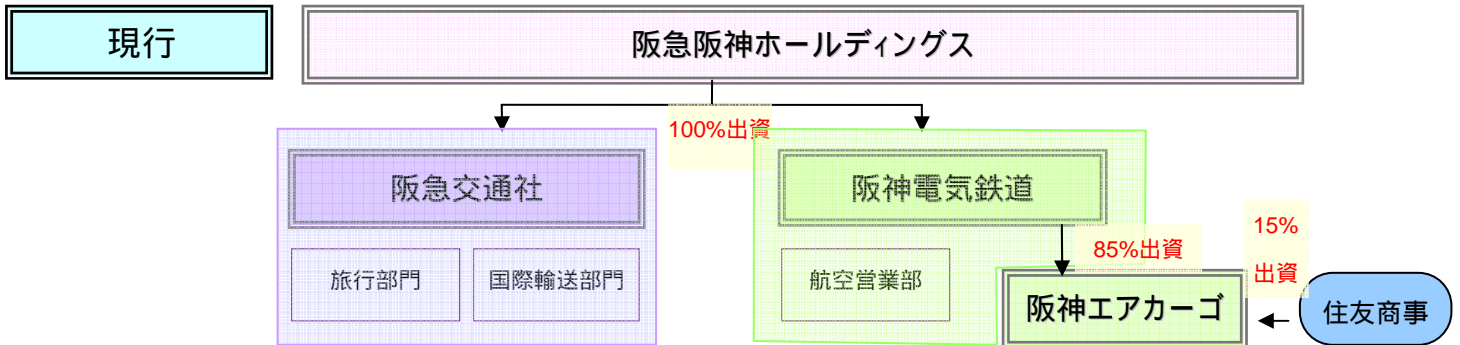 現行
阪急阪神ホールディングス
100%出資
阪急交通社
阪神電気鉄道
旅行部門
国際輸送部門
航空営業部
85%出資
15%
出資
阪神エアカーゴ
住友商事